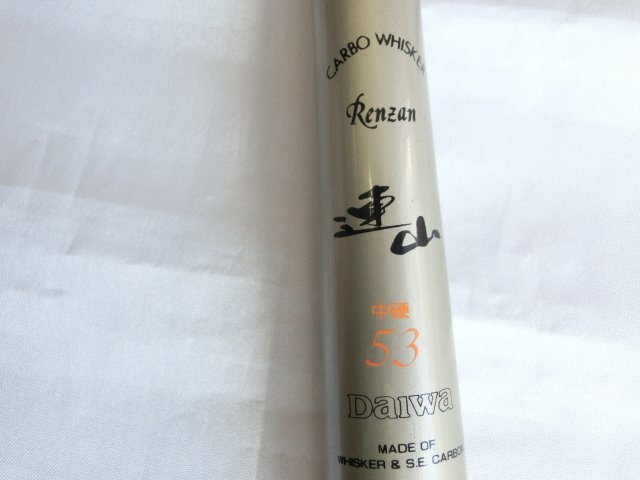 CARBO WHISKER
Renzan
連山
中硬
53
Daiwa
MADE OF
WHISKER & S.E. CARBON